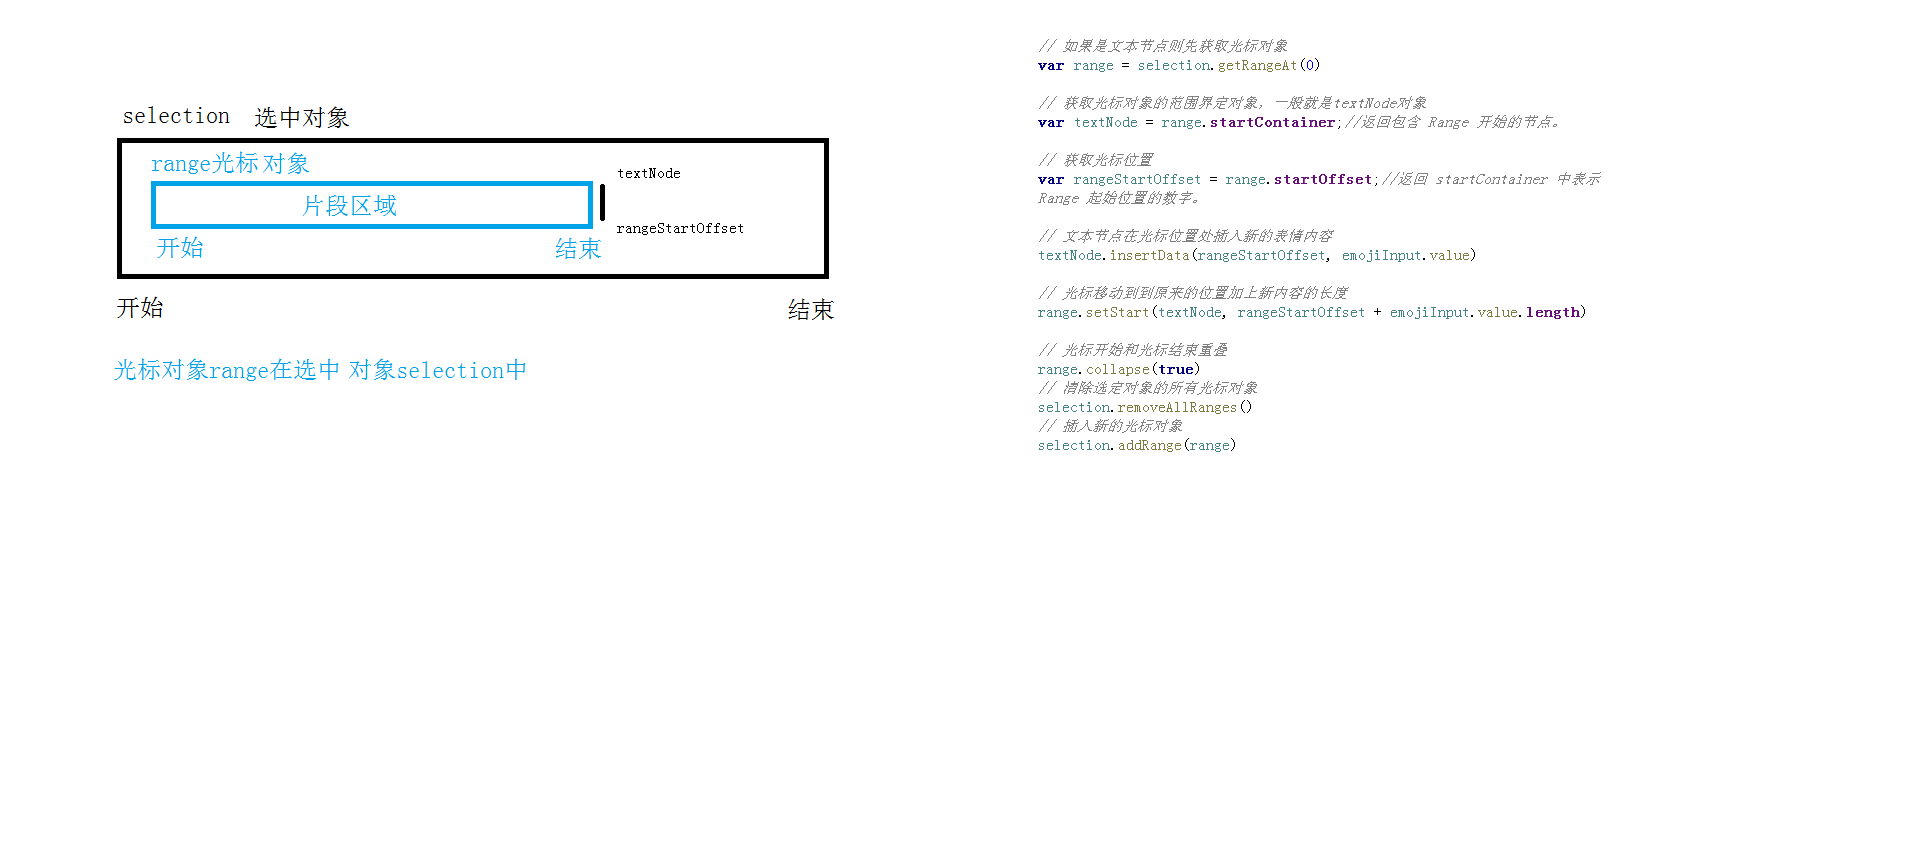 selection 选中对象
range光标对象
textNode
片段区域
rangeStartOffset
开始
结束
开始
结束
光标对象range在选中 对象selection中
// 如果是文本节点则先获取光标对象
var range = selection.getRangeAt(0)
// 获取光标对象的范围界定对象，一般就是textNode对象
var textNode = range.startContainer;//返回包含 Range 开始的节点。
// 获取光标位置
var rangeStartOffset = range.startOffset;//返回 startContainer 中表示
Range 起始位置的数字。
// 文本节点在光标位置处插入新的表情内容
textNode.insertData(rangeStartOffset, emojiInput.value)
// 光标移动到到原来的位置加上新内容的长度
range.setStart(textNode, rangeStartOffset + emojiInput.value.length)
// 光标开始和光标结束重叠
range.collapse(true)
// 清除选定对象的所有光标对象
selection.removeAllRanges()
// 插入新的光标对象
selection.addRange(range)